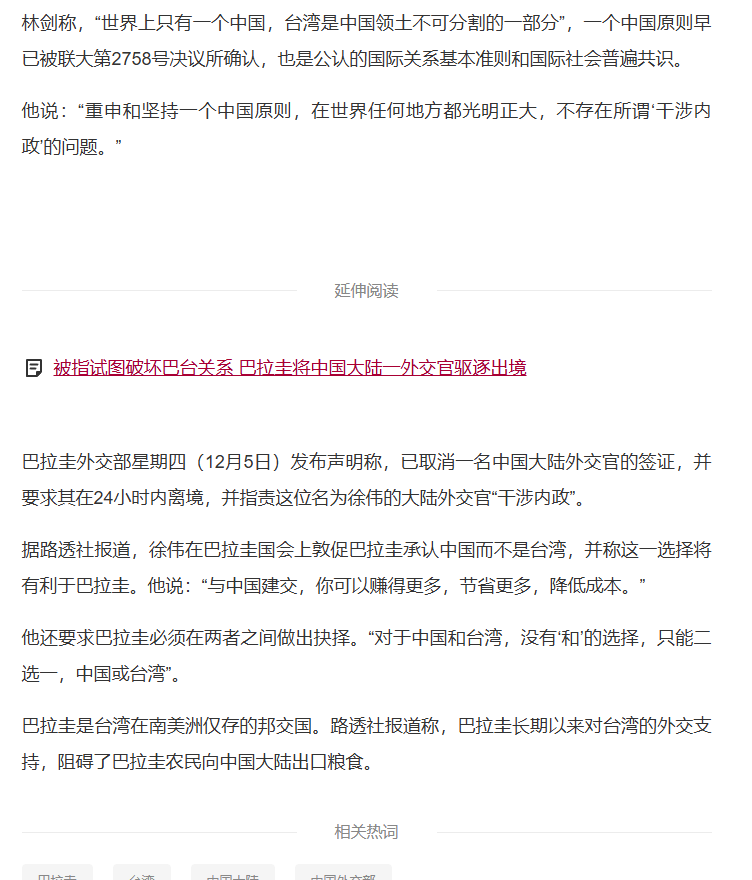 林剑称，“世界上只有一个中国，台湾是中国领土不可分割的一部分”，一个中国原则早
已被联大第2758号决议所确认，也是公认的国际关系基本准则和国际社会普遍共识。
他说：“重申和坚持一个中国原则，在世界任何地方都光明正大，不存在所谓‘干涉内
政’的问题。”
延伸阅读
被指试图破坏巴台关系 巴拉圭将中国大陆一外交官驱逐出境
巴拉圭外交部星期四（12月5日）发布声明称，已取消一名中国大陆外交官的签证，并
要求其在24小时内离境，并指责这位名为徐伟的大陆外交官“干涉内政”。
据路透社报道，徐伟在巴拉圭国会上敦促巴拉圭承认中国而不是台湾，并称这一选择将
有利于巴拉圭。他说：“与中国建交，你可以赚得更多，节省更多，降低成本。”
他还要求巴拉圭必须在两者之间做出抉择。“对于中国和台湾，没有‘和’的选择，只能二
选一，中国或台湾”。
巴拉圭是台湾在南美洲仅存的邦交国。路透社报道称，巴拉圭长期以来对台湾的外交支
持，阻碍了巴拉圭农民向中国大陆出口粮食。
相关热词
巴拉圭 台湾 中国大陆 中国外交部